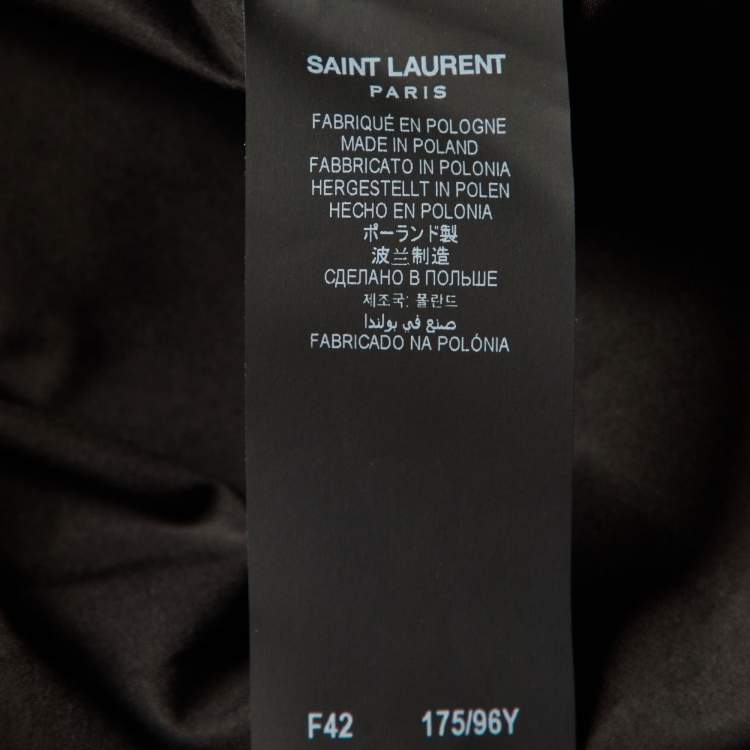 SAINT LAURENT
PARIS
FABRIQUÉ EN POLOGNE
MADE IN POLAND
FABBRICATO IN POLONIA
HERGESTELLT IN POLEN
HECHO EN POLONIA
ポーランド製
波兰制造
СДЕЛАНО В ПОЛЬШЕ
제조국: 폴란드
صنع في بولندا
FABRICADO NA POLÓNIA
F42 175/96Y